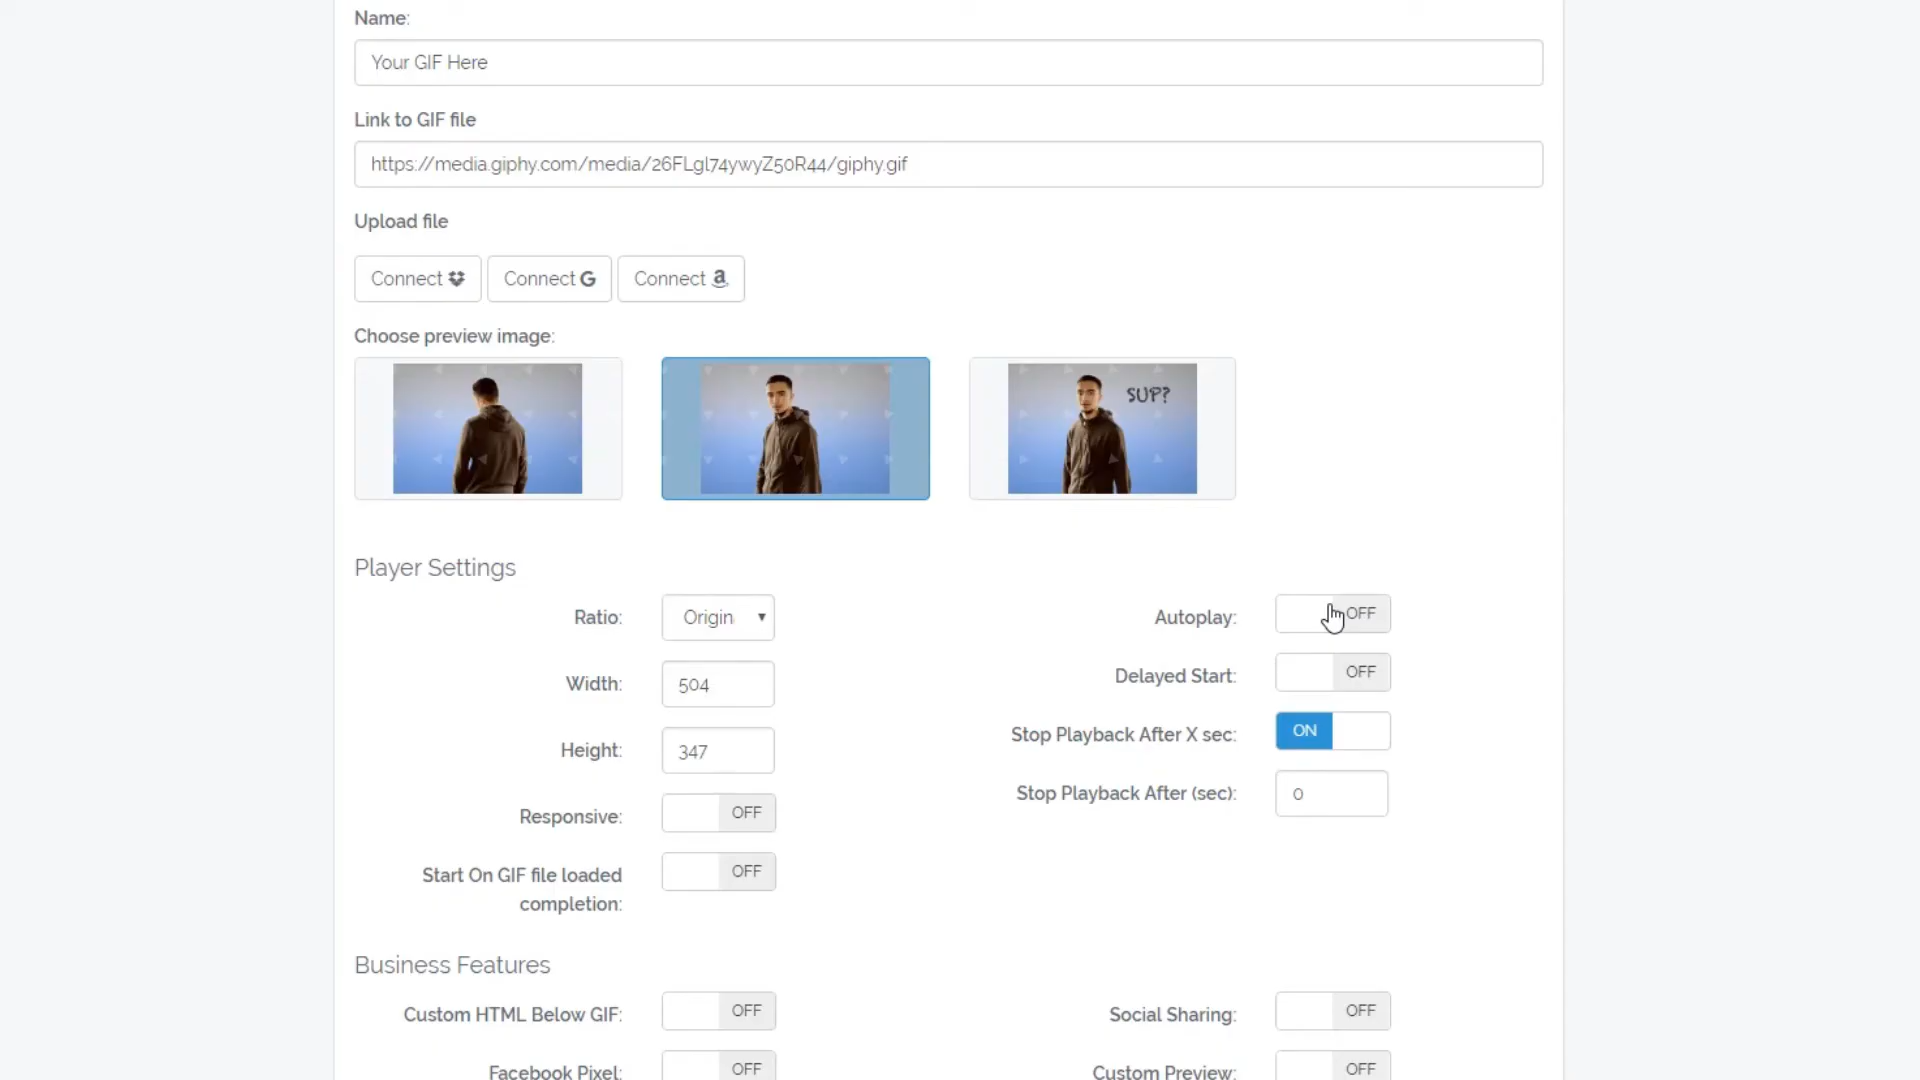 Name:
Your GIF Here
Link to GIF file
https://media.giphy.com/media/26FLgl74ywyZ50R44/giphy.gif
Upload file
Connect
Connect G
Connect a
Choose preview image:
SUP?
Player Settings
Ratio:
Origin
Autoplay:
OFF
Width:
504
Delayed Start:
OFF
Height:
347
Stop Playback After X sec:
ON
Responsive:
OFF
Stop Playback After (sec):
0
Start On GIF file loaded
completion:
OFF
Business Features
Custom HTML Below GIF:
OFF
Social Sharing:
OFF
Facebook Pixel:
OFF
Custom Preview:
OFF